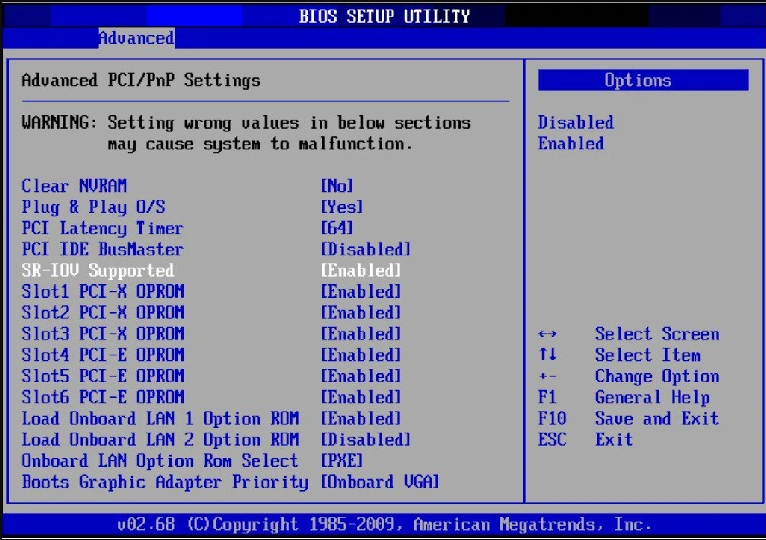 BIOS SETUP UTILITY
Advanced
Advanced PCI/PnP Settings
WARNING: Setting wrong values in below sections
may cause system to malfunction.
Clear NVRAM [No]
Plug & Play O/S [Yes]
PCI Latency Timer [64]
PCI IDE BusMaster [Disabled]
SR-IOV Supported [Enabled]
Slot1 PCI-X OPROM [Enabled]
Slot2 PCI-X OPROM [Enabled]
Slot3 PCI-X OPROM [Enabled]
Slot4 PCI-E OPROM [Enabled]
Slot5 PCI-E OPROM [Enabled]
Slot6 PCI-E OPROM [Enabled]
Load Onboard LAN 1 Option ROM [Enabled]
Load Onboard LAN 2 Option ROM [Disabled]
Onboard LAN Option Rom Select [PXE]
Boots Graphic Adapter Priority [Onboard VGA]
Options
Disabled
Enabled
↔ Select Screen
↑↓ Select Item
+- Change Option
F1 General Help
F10 Save and Exit
ESC Exit
v02.68 (C)Copyright 1985-2009, American Megatrends, Inc.